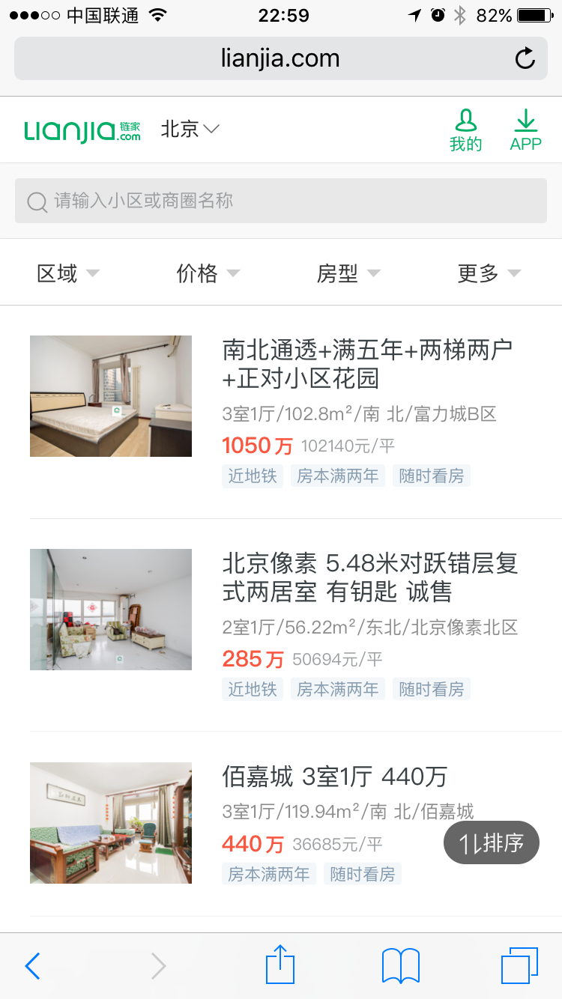 中国联通 22:59 82%
lianjia.com
LIANJIA.链家.com 北京 我的 APP
请输入小区或商圈名称
区域 价格 房型 更多
南北通透+满五年+两梯两户
+正对小区花园
3室1厅/102.8m²/南 北/富力城B区
1050万 102140元/平
近地铁 房本满两年 随时看房
北京像素 5.48米对跃错层复
式两居室 有钥匙 诚售
2室1厅/56.22m²/东北/北京像素北区
285万 50694元/平
近地铁 房本满两年 随时看房
佰嘉城 3室1厅 440万
3室1厅/119.94m²/南 北/佰嘉城
440万 36685元/平
排序
房本满两年 随时看房